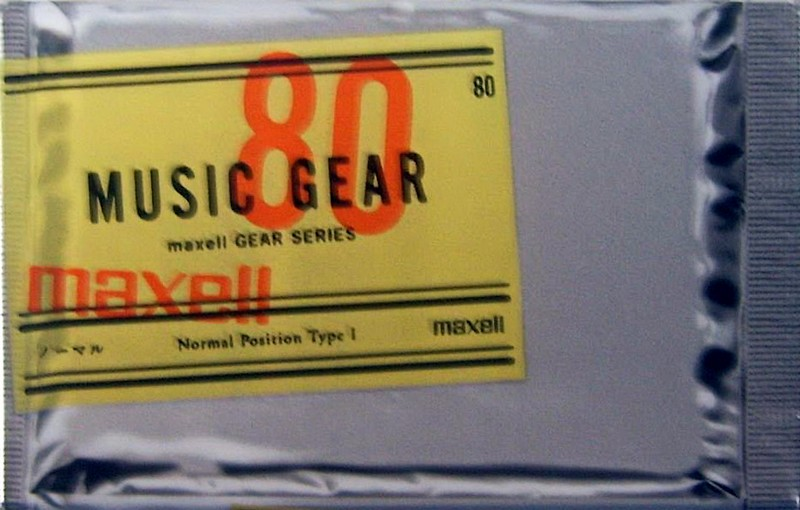 80
80
MUSIC GEAR
maxell GEAR SERIES
maxell
ノーマル
Normal Position Type I
maxell